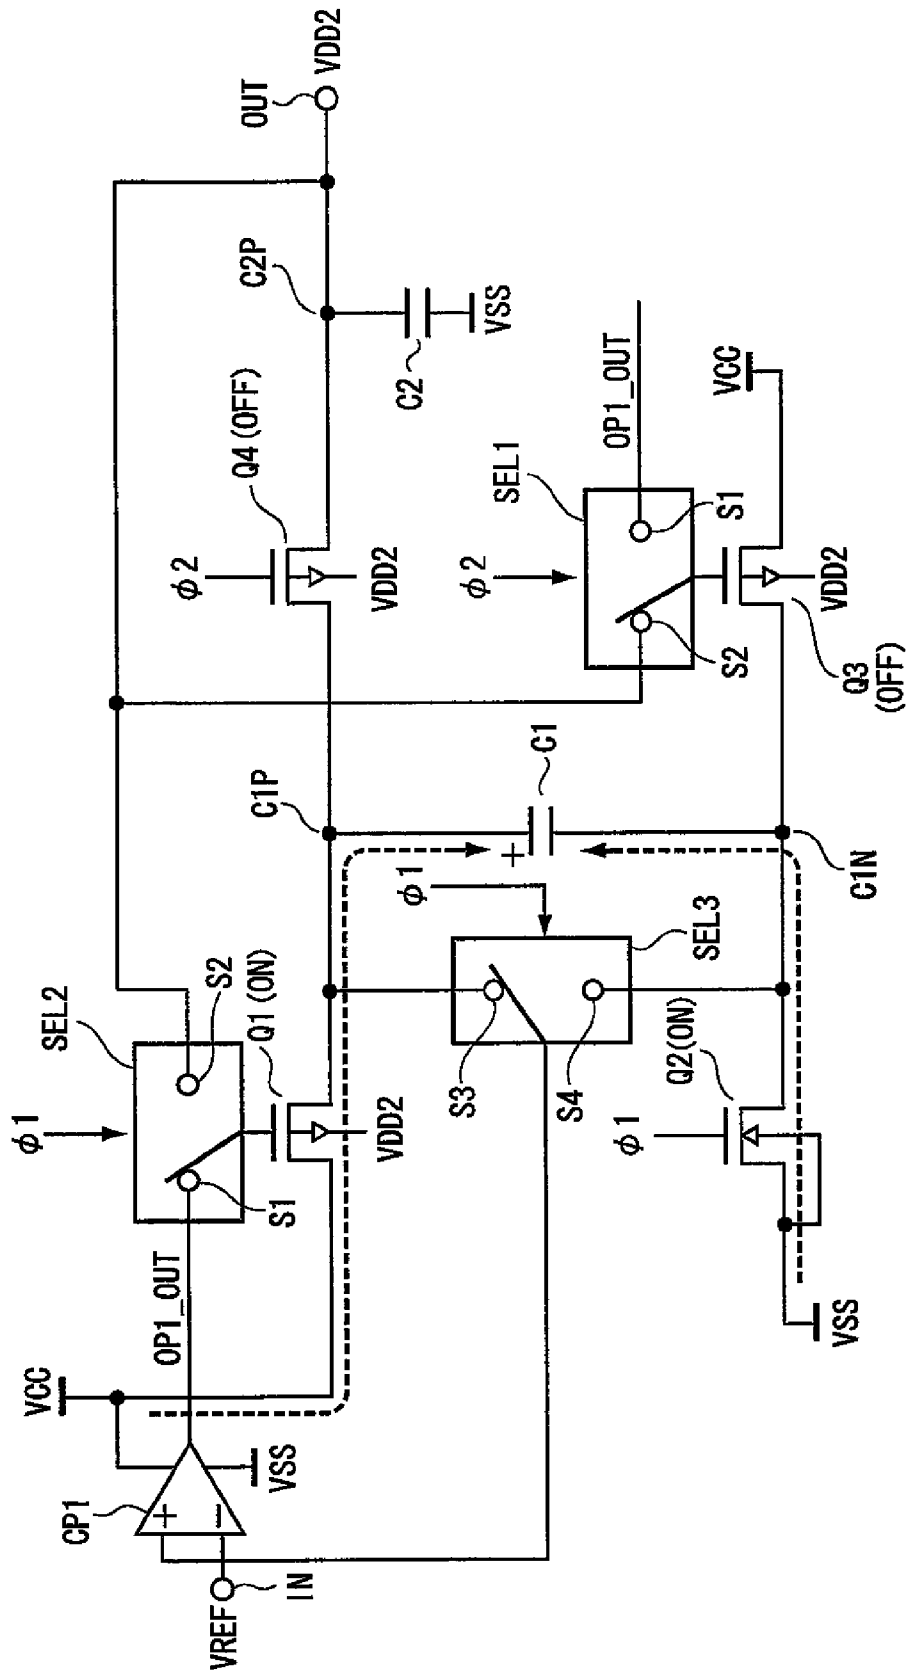 VCC
φ1
SEL2
CP1
OP1_OUT
S2
φ2
OUT
VDD2
+
−
VREF
IN
VSS
S1
Q1(ON)
C1P
Q4(OFF)
C2P
VDD2
VDD2
φ1
C2
VSS
S3
+
φ2
SEL1
S4
C1
OP1_OUT
φ1
Q2(ON)
SEL3
S2
S1
VCC
VSS
C1N
Q3
(OFF)
VDD2